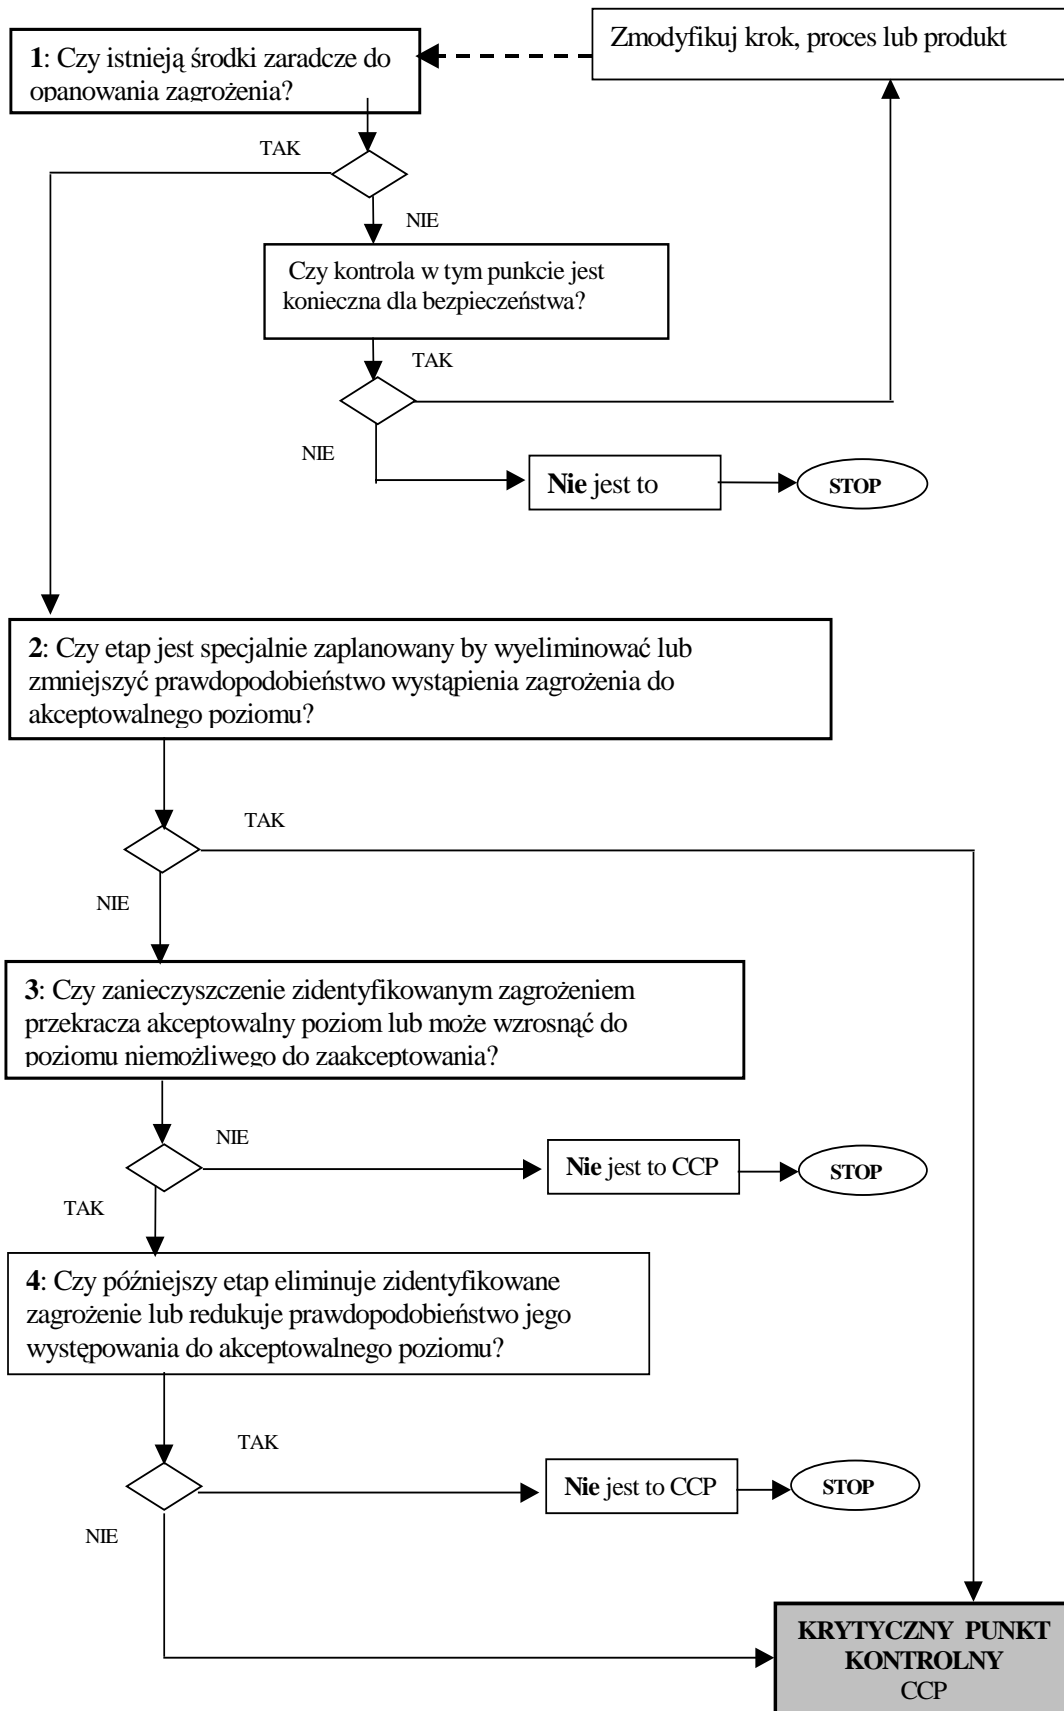 Zmodyfikuj krok, proces lub produkt
1: Czy istnieją środki zaradcze do
opanowania zagrożenia?
TAK
NIE
Czy kontrola w tym punkcie jest
konieczna dla bezpieczeństwa?
TAK
NIE
Nie jest to
STOP
2: Czy etap jest specjalnie zaplanowany by wyeliminować lub
zmniejszyć prawdopodobieństwo wystąpienia zagrożenia do
akceptowalnego poziomu?
TAK
NIE
3: Czy zanieczyszczenie zidentyfikowanym zagrożeniem
przekracza akceptowalny poziom lub może wzrosnąć do
poziomu niemożliwego do zaakceptowania?
NIE
Nie jest to CCP
STOP
TAK
4: Czy późniejszy etap eliminuje zidentyfikowane
zagrożenie lub redukuje prawdopodobieństwo jego
występowania do akceptowalnego poziomu?
TAK
Nie jest to CCP
STOP
NIE
KRYTYCZNY PUNKT
KONTROLNY
CCP